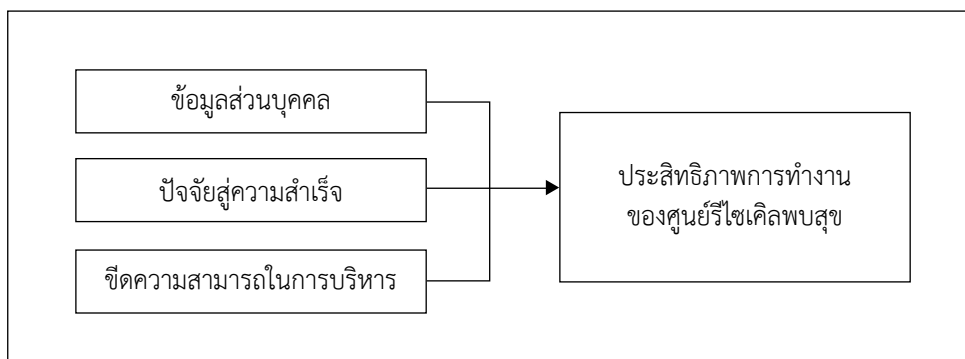 ข้อมูลส่วนบุคคล
ปัจจัยสู่ความสำเร็จ
ขีดความสามารถในการบริหาร
ประสิทธิภาพการทำงาน
ของศูนย์รีไซเคิลพบสุข